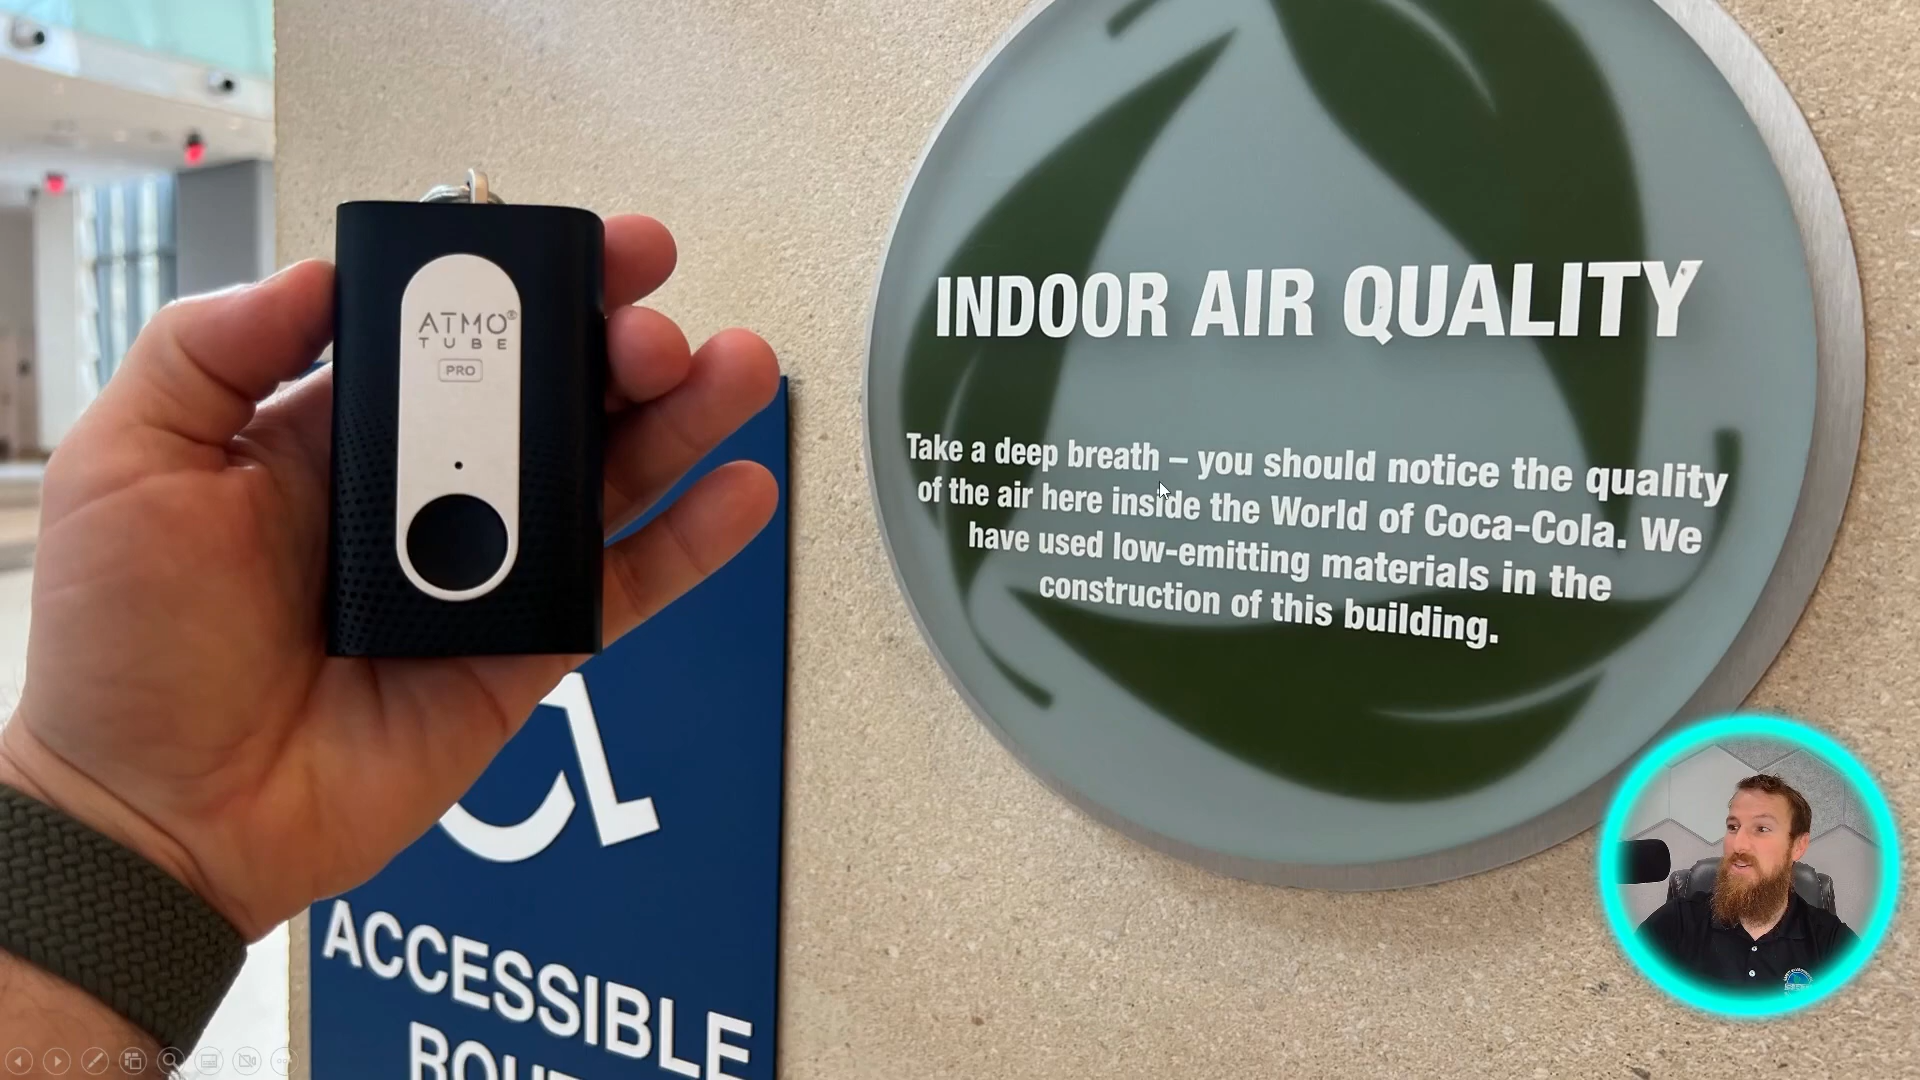 ATMO®
TUBE
PRO
INDOOR AIR QUALITY
Take a deep breath – you should notice the quality
of the air here inside the World of Coca-Cola. We
have used low-emitting materials in the
construction of this building.
ACCESSIBLE